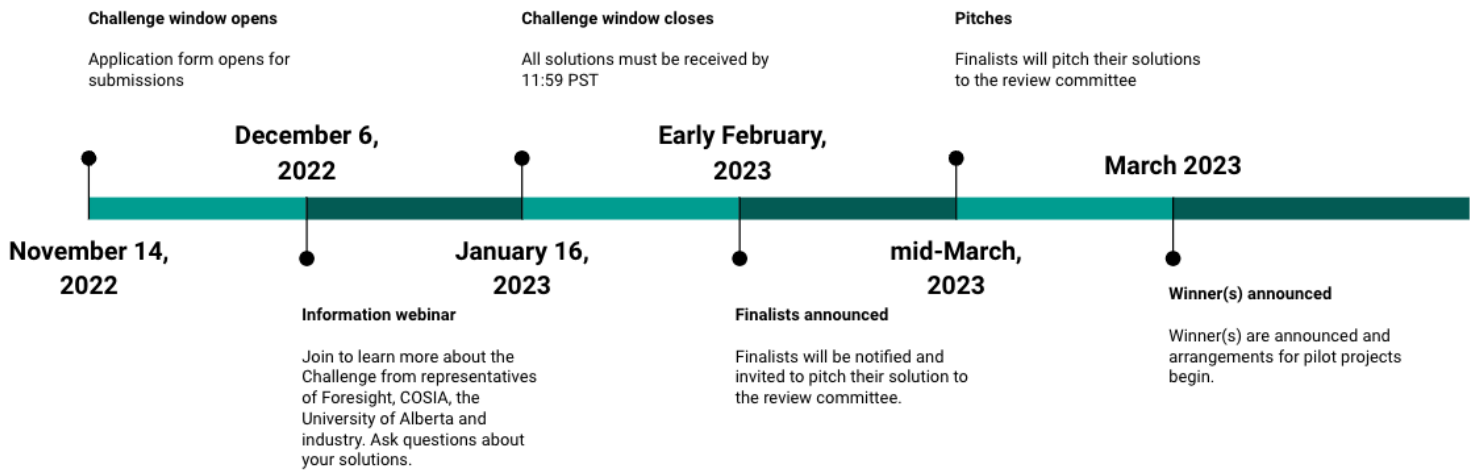 Challenge window opens
Application form opens for
submissions
November 14,
2022
December 6,
2022
Information webinar
Join to learn more about the
Challenge from representatives
of Foresight, COSIA, the
University of Alberta and
industry. Ask questions about
your solutions.
Challenge window closes
All solutions must be received by
11:59 PST
January 16,
2023
Early February,
2023
Finalists announced
Finalists will be notified and
invited to pitch their solution to
the review committee.
Pitches
Finalists will pitch their solutions
to the review committee
mid-March,
2023
March 2023
Winner(s) announced
Winner(s) are announced and
arrangements for pilot projects
begin.